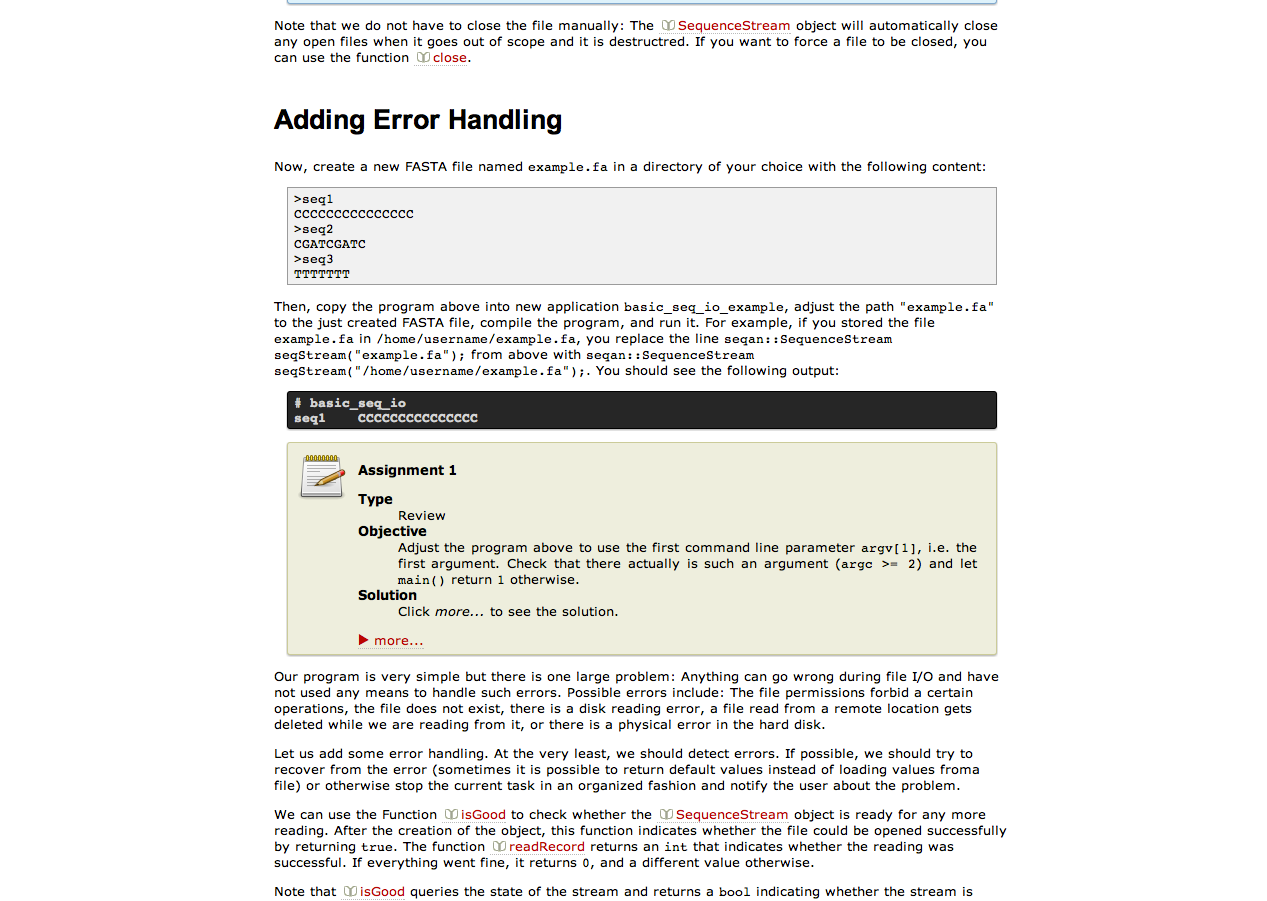 Note that we do not have to close the file manually: The SequenceStream object will automatically close
any open files when it goes out of scope and it is destructred. If you want to force a file to be closed, you
can use the function close.
Adding Error Handling
Now, create a new FASTA file named example.fa in a directory of your choice with the following content:
>seq1
CCCCCCCCCCCCCCC
>seq2
CGATCGATC
>seq3
TTTTTTT
Then, copy the program above into new application basic_seq_io_example, adjust the path "example.fa"
to the just created FASTA file, compile the program, and run it. For example, if you stored the file
example.fa in /home/username/example.fa, you replace the line seqan::SequenceStream
seqStream("example.fa"); from above with seqan::SequenceStream
seqStream("/home/username/example.fa");. You should see the following output:
# basic_seq_io
seq1    CCCCCCCCCCCCCCC
Assignment 1
Type
Review
Objective
Adjust the program above to use the first command line parameter argv[1], i.e. the
first argument. Check that there actually is such an argument (argc >= 2) and let
main() return 1 otherwise.
Solution
Click more... to see the solution.
more...
Our program is very simple but there is one large problem: Anything can go wrong during file I/O and have
not used any means to handle such errors. Possible errors include: The file permissions forbid a certain
operations, the file does not exist, there is a disk reading error, a file read from a remote location gets
deleted while we are reading from it, or there is a physical error in the hard disk.
Let us add some error handling. At the very least, we should detect errors. If possible, we should try to
recover from the error (sometimes it is possible to return default values instead of loading values froma
file) or otherwise stop the current task in an organized fashion and notify the user about the problem.
We can use the Function isGood to check whether the SequenceStream object is ready for any more
reading. After the creation of the object, this function indicates whether the file could be opened successfully
by returning true. The function readRecord returns an int that indicates whether the reading was
successful. If everything went fine, it returns 0, and a different value otherwise.
Note that isGood queries the state of the stream and returns a bool indicating whether the stream is